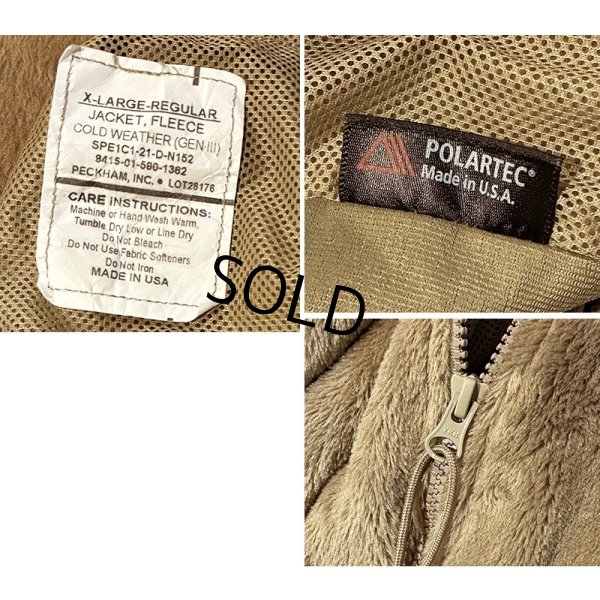 X-LARGE-REGULAR
JACKET, FLEECE
COLD WEATHER (GEN III)
SPE1C1-21-D-N152
8415-01-580-1362
PECKHAM, INC. • LOT28176
CARE INSTRUCTIONS:
Machine or Hand Wash Warm,
Tumble Dry Low or Line Dry
Do Not Bleach
Do Not Use Fabric Softeners
Do Not Iron
MADE IN USA
POLARTEC®
Made in U.S.A.
SOLD
YKK